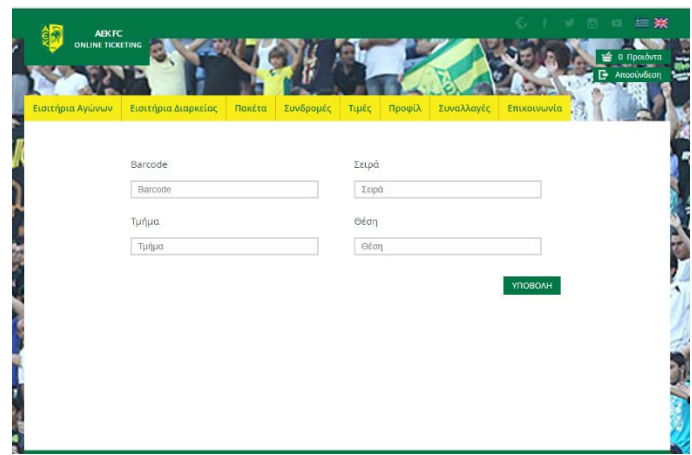 AEK FC
ONLINE TICKETING
0 Προϊόντα
Αποσύνδεση
Εισιτήρια Αγώνων Εισιτήρια Διαρκείας Πακέτα Συνδρομές Τιμές Προφίλ Συναλλαγές Επικοινωνία
Barcode Σειρά
Barcode Σειρά
Τμήμα Θέση
Τμήμα Θέση
ΥΠΟΒΟΛΗ